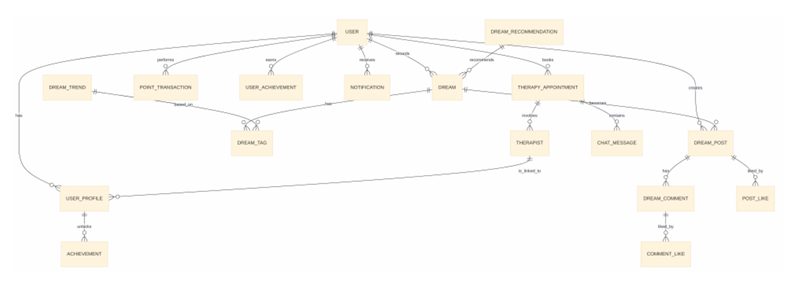 USER
DREAM_RECOMMENDATION
performs
earns
receives
records
recommends
books
DREAM_TREND
POINT_TRANSACTION
USER_ACHIEVEMENT
NOTIFICATION
DREAM
THERAPY_APPOINTMENT
creates
based_on
has
becomes
has
involves
contains
DREAM_TAG
THERAPIST
CHAT_MESSAGE
DREAM_POST
is_linked_to
has
liked_by
USER_PROFILE
DREAM_COMMENT
POST_LIKE
unlocks
liked_by
ACHIEVEMENT
COMMENT_LIKE